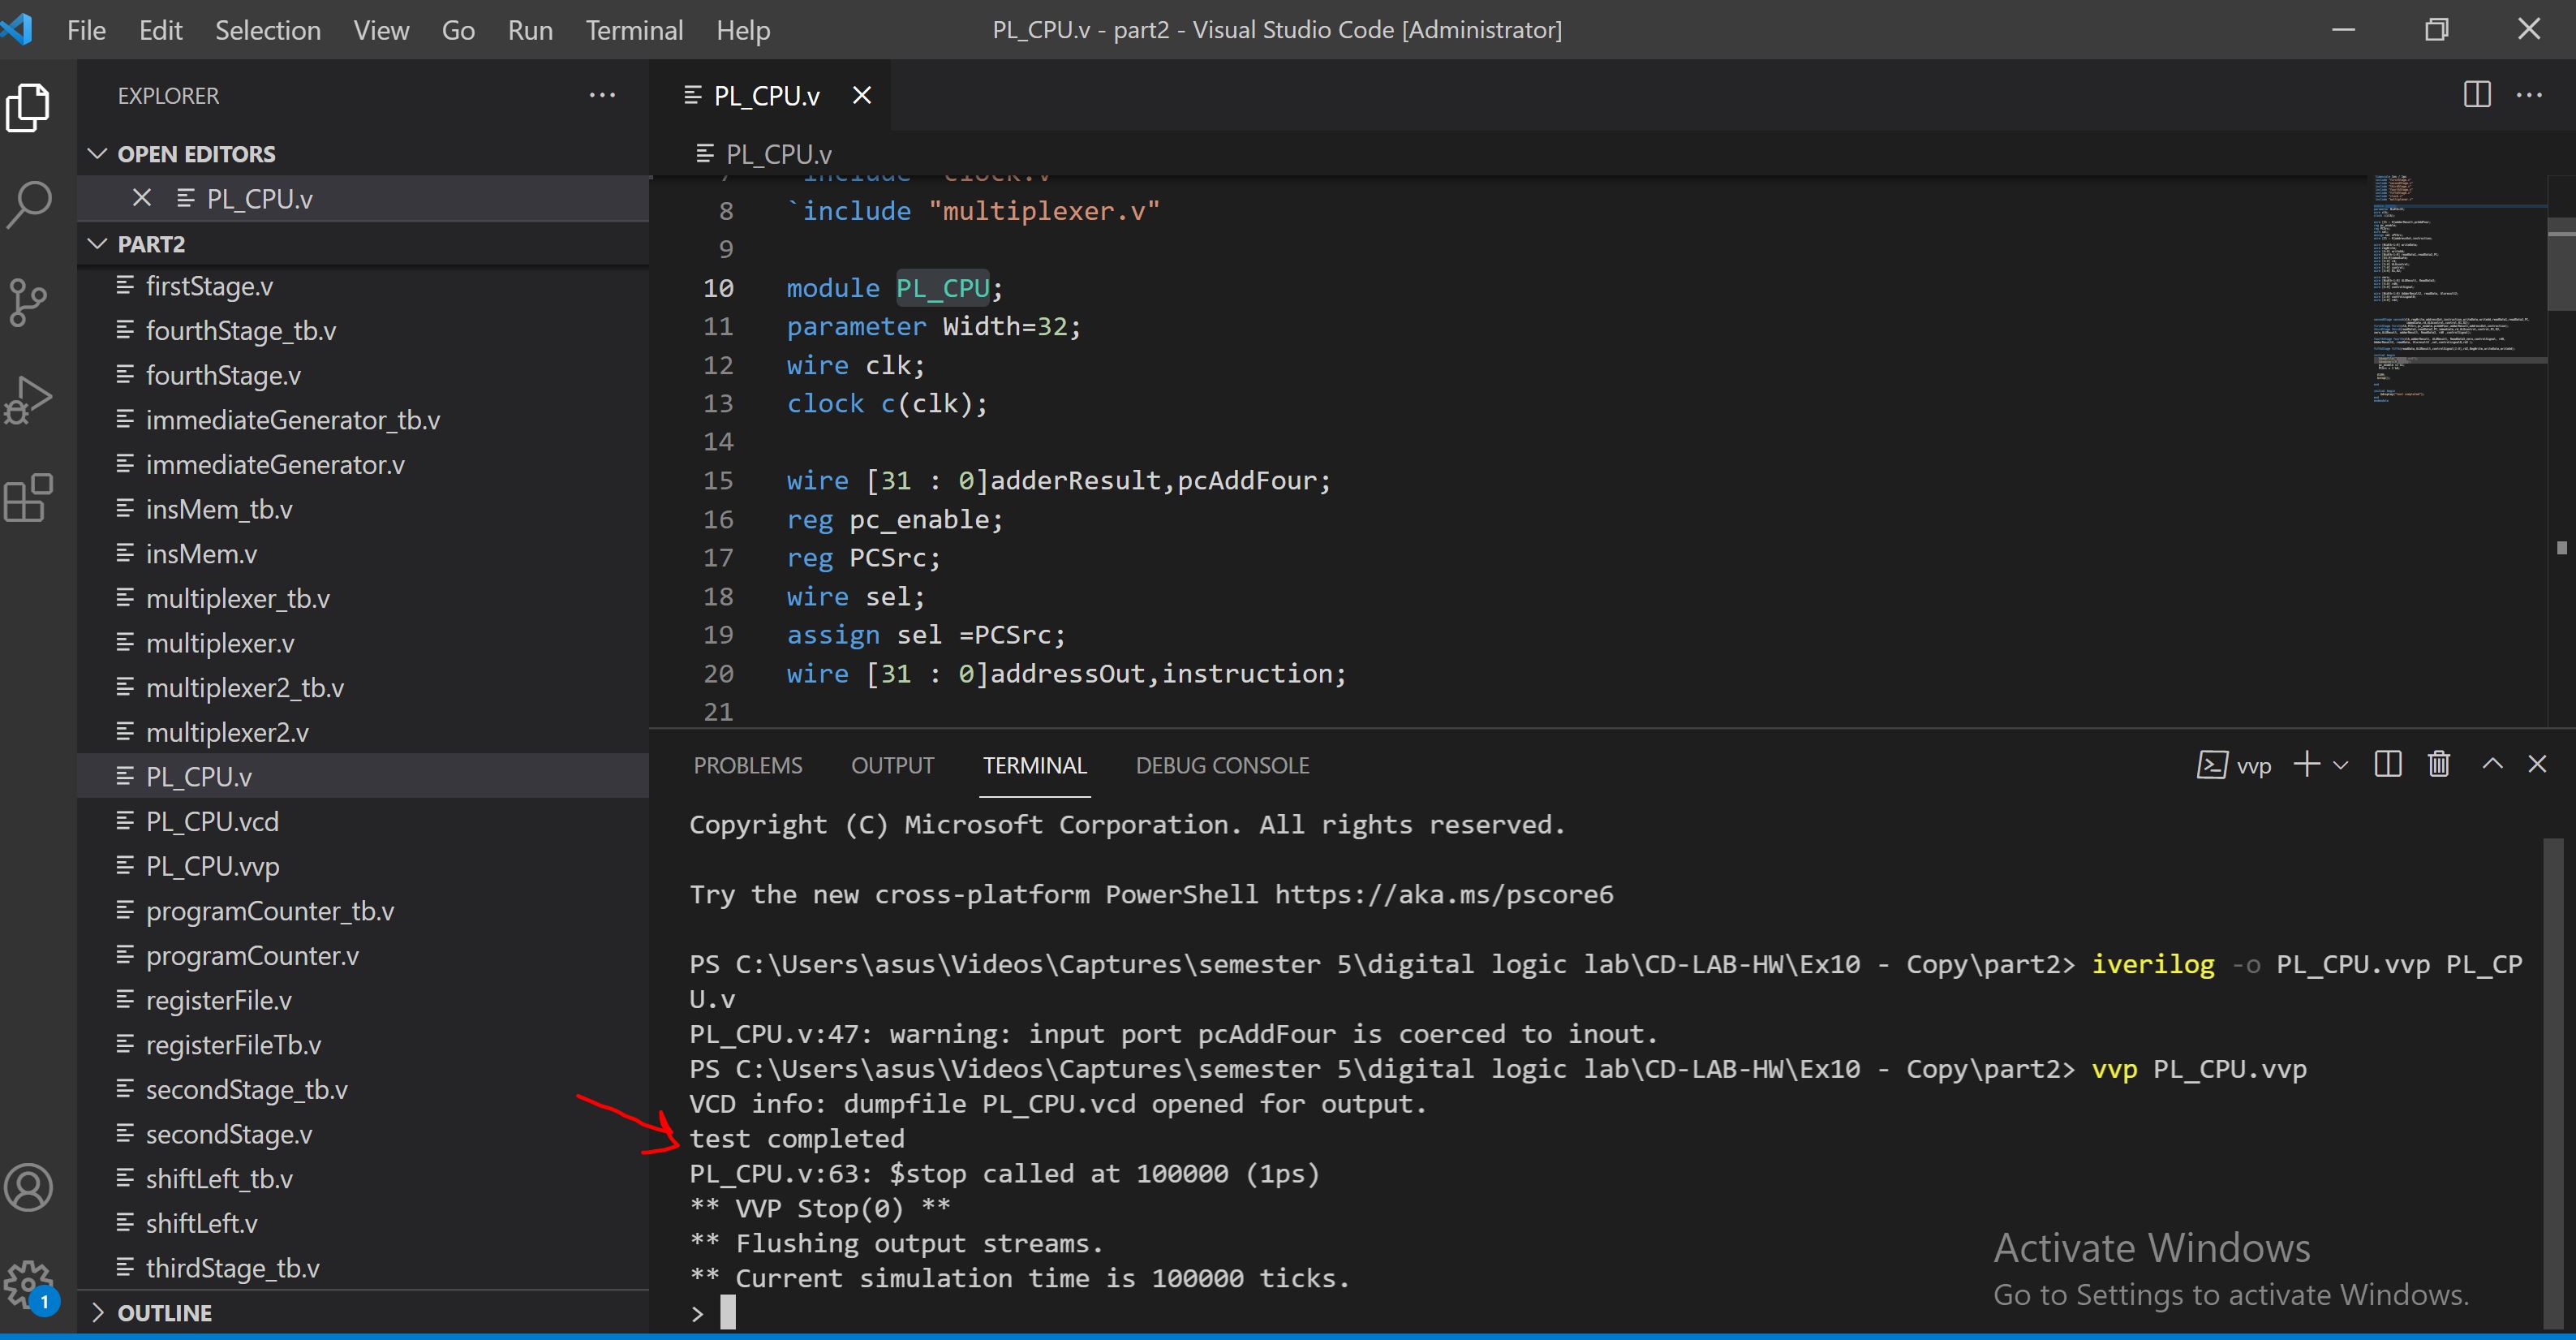 File Edit Selection View Go Run Terminal Help
PL_CPU.v - part2 - Visual Studio Code [Administrator]
EXPLORER
OPEN EDITORS
PL_CPU.v
PART2
firstStage.v
fourthStage_tb.v
fourthStage.v
immediateGenerator_tb.v
immediateGenerator.v
insMem_tb.v
insMem.v
multiplexer_tb.v
multiplexer.v
multiplexer2_tb.v
multiplexer2.v
PL_CPU.v
PL_CPU.vcd
PL_CPU.vvp
programCounter_tb.v
programCounter.v
registerFile.v
registerFileTb.v
secondStage_tb.v
secondStage.v
shiftLeft_tb.v
shiftLeft.v
thirdStage_tb.v
OUTLINE
1
PL_CPU.v
PL_CPU.v
7 `include "clock.v"
8 `include "multiplexer.v"
9
10 module PL_CPU;
11 parameter Width=32;
12 wire clk;
13 clock c(clk);
14
15 wire [31 : 0]adderResult,pcAddFour;
16 reg pc_enable;
17 reg PCSrc;
18 wire sel;
19 assign sel =PCSrc;
20 wire [31 : 0]addressOut,instruction;
21
PROBLEMS OUTPUT TERMINAL DEBUG CONSOLE
vvp
Copyright (C) Microsoft Corporation. All rights reserved.
Try the new cross-platform PowerShell https://aka.ms/pscore6
PS C:\Users\asus\Videos\Captures\semester 5\digital logic lab\CD-LAB-HW\Ex10 - Copy\part2> iverilog -o PL_CPU.vvp PL_CP
U.v
PL_CPU.v:47: warning: input port pcAddFour is coerced to inout.
PS C:\Users\asus\Videos\Captures\semester 5\digital logic lab\CD-LAB-HW\Ex10 - Copy\part2> vvp PL_CPU.vvp
VCD info: dumpfile PL_CPU.vcd opened for output.
test completed
PL_CPU.v:63: $stop called at 100000 (1ps)
** VVP Stop(0) **
** Flushing output streams.
** Current simulation time is 100000 ticks.
>
Activate Windows
Go to Settings to activate Windows.